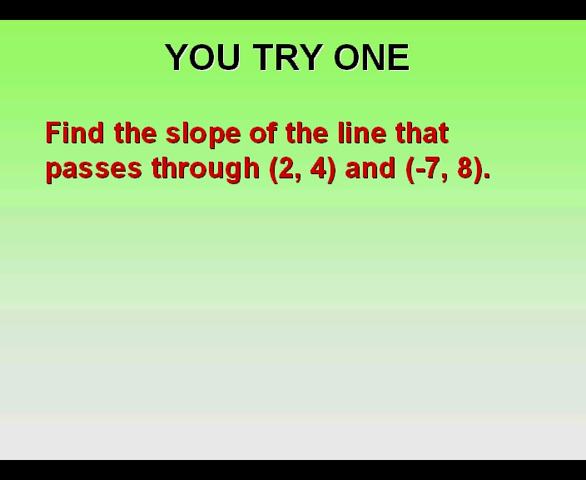 YOU TRY ONE
Find the slope of the line that
passes through (2, 4) and (-7, 8).